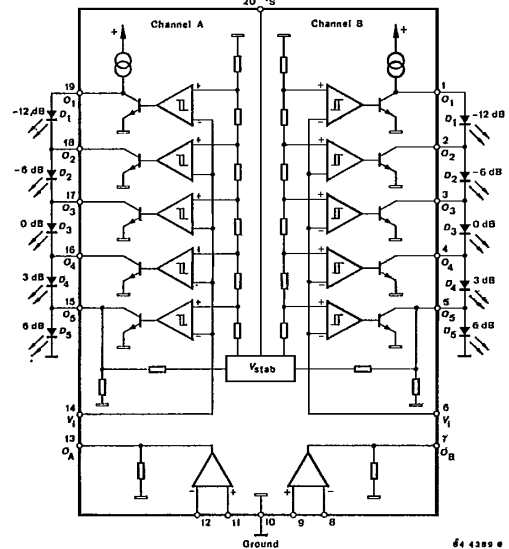 20 VS
Channel A
Channel B
+
+
19
O1
-12 dB
D1
18
O2
-6 dB
D2
17
O3
0 dB
D3
16
O4
3 dB
D4
15
O5
6 dB
D5
+
-
+
-
+
-
+
-
+
-
+
-
+
-
+
-
+
-
+
-
1
O1
-12 dB
D1
2
O2
-6 dB
D2
3
O3
0 dB
D3
4
O4
3 dB
D4
5
O5
6 dB
D5
Vstab
14
VI
13
OA
6
VI
7
OB
-
+
+
-
12
11
10
9
8
Ground
84 4389 e